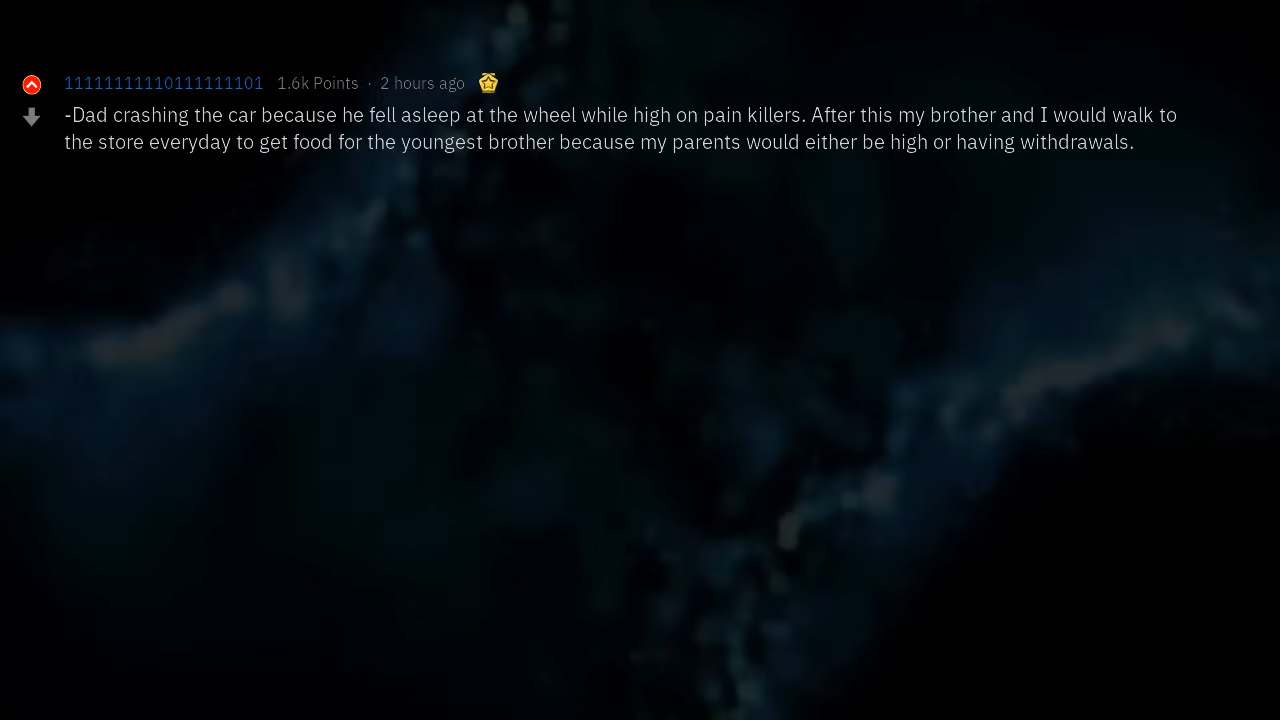 11111111110111111101 1.6k Points · 2 hours ago
-Dad crashing the car because he fell asleep at the wheel while high on pain killers. After this my brother and I would walk to
the store everyday to get food for the youngest brother because my parents would either be high or having withdrawals.